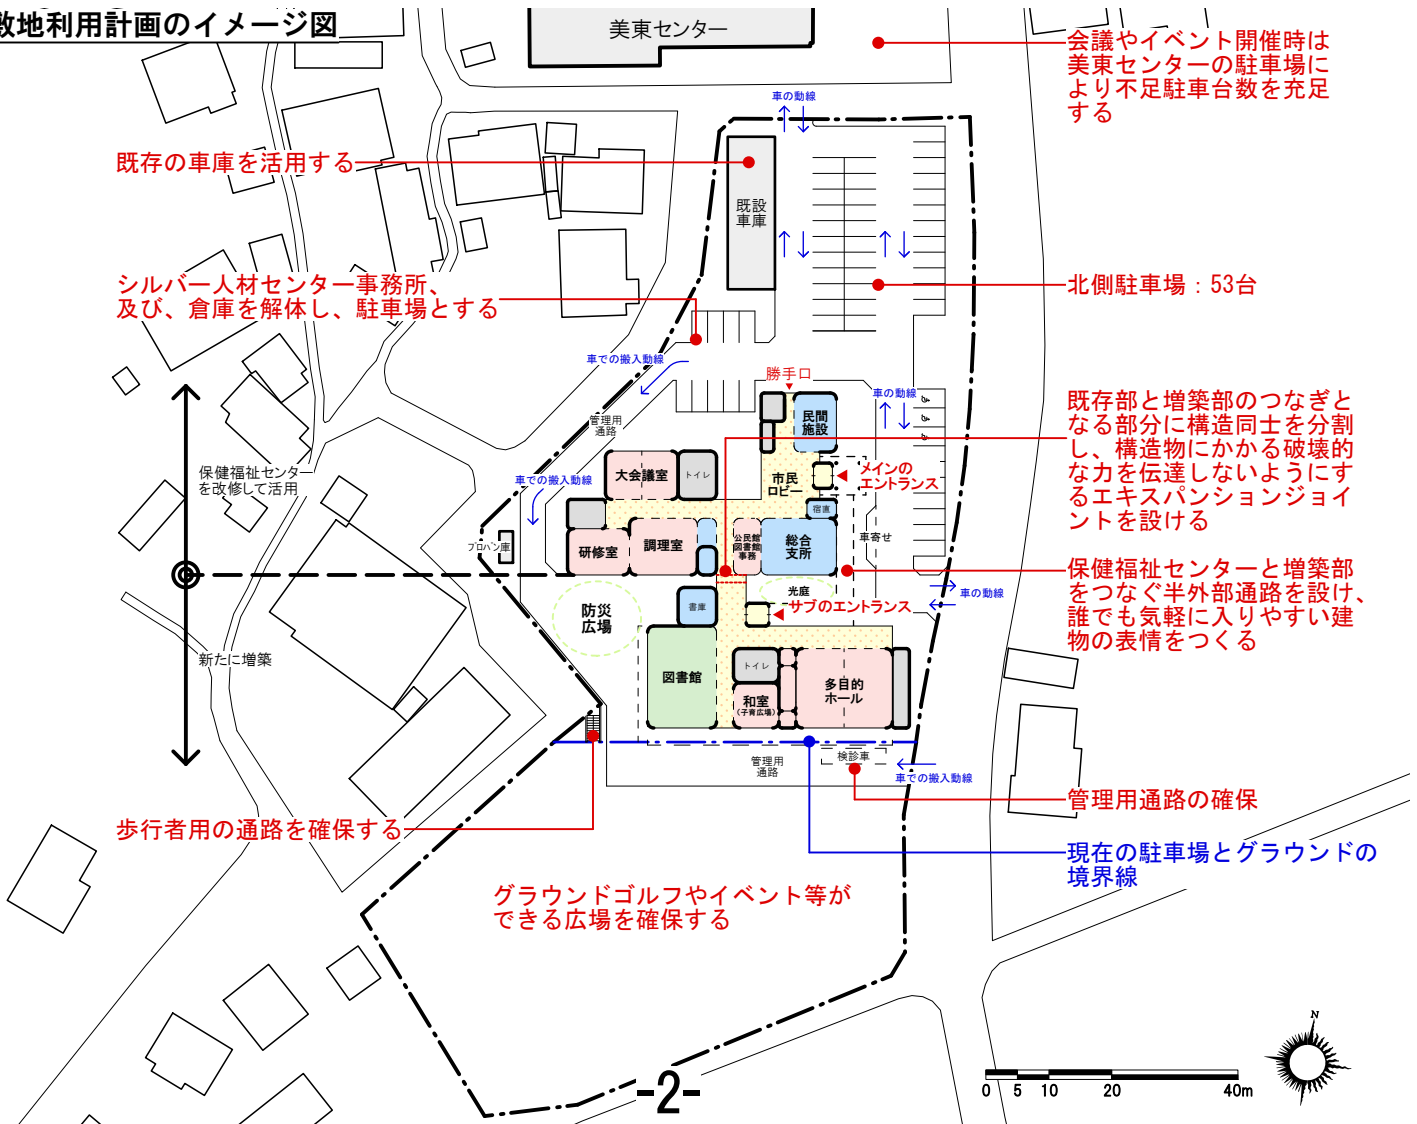 敷地利用計画のイメージ図
美東センター
会議やイベント開催時は
美東センターの駐車場に
より不足駐車台数を充足
する
車の動線
既存の車庫を活用する
既設
車庫
シルバー人材センター事務所、
及び、倉庫を解体し、駐車場とする
北側駐車場：53台
車での搬入動線
勝手口
車の動線
管理用
通路
民間
施設
既存部と増築部のつなぎと
なる部分に構造同士を分割
し、構造物にかかる破壊的
な力を伝達しないようにす
るエキスパンションジョイ
ントを設ける
保健福祉センター
を改修して活用
車での搬入動線
大会議室
トイレ
市民
ロビー
メインの
エントランス
宿直
プロパン庫
研修室
調理室
公民館
図書館
事務
総合
支所
車寄せ
保健福祉センターと増築部
をつなぐ半外部通路を設け、
誰でも気軽に入りやすい建
物の表情をつくる
車の動線
防災
広場
書庫
光庭
サブのエントランス
新たに増築
図書館
トイレ
和室
(子育広場)
多目的
ホール
管理用
通路
検診車
車での搬入動線
管理用通路の確保
歩行者用の通路を確保する
現在の駐車場とグラウンドの
境界線
グラウンドゴルフやイベント等が
できる広場を確保する
N
0 5 10 20 40m
-2-